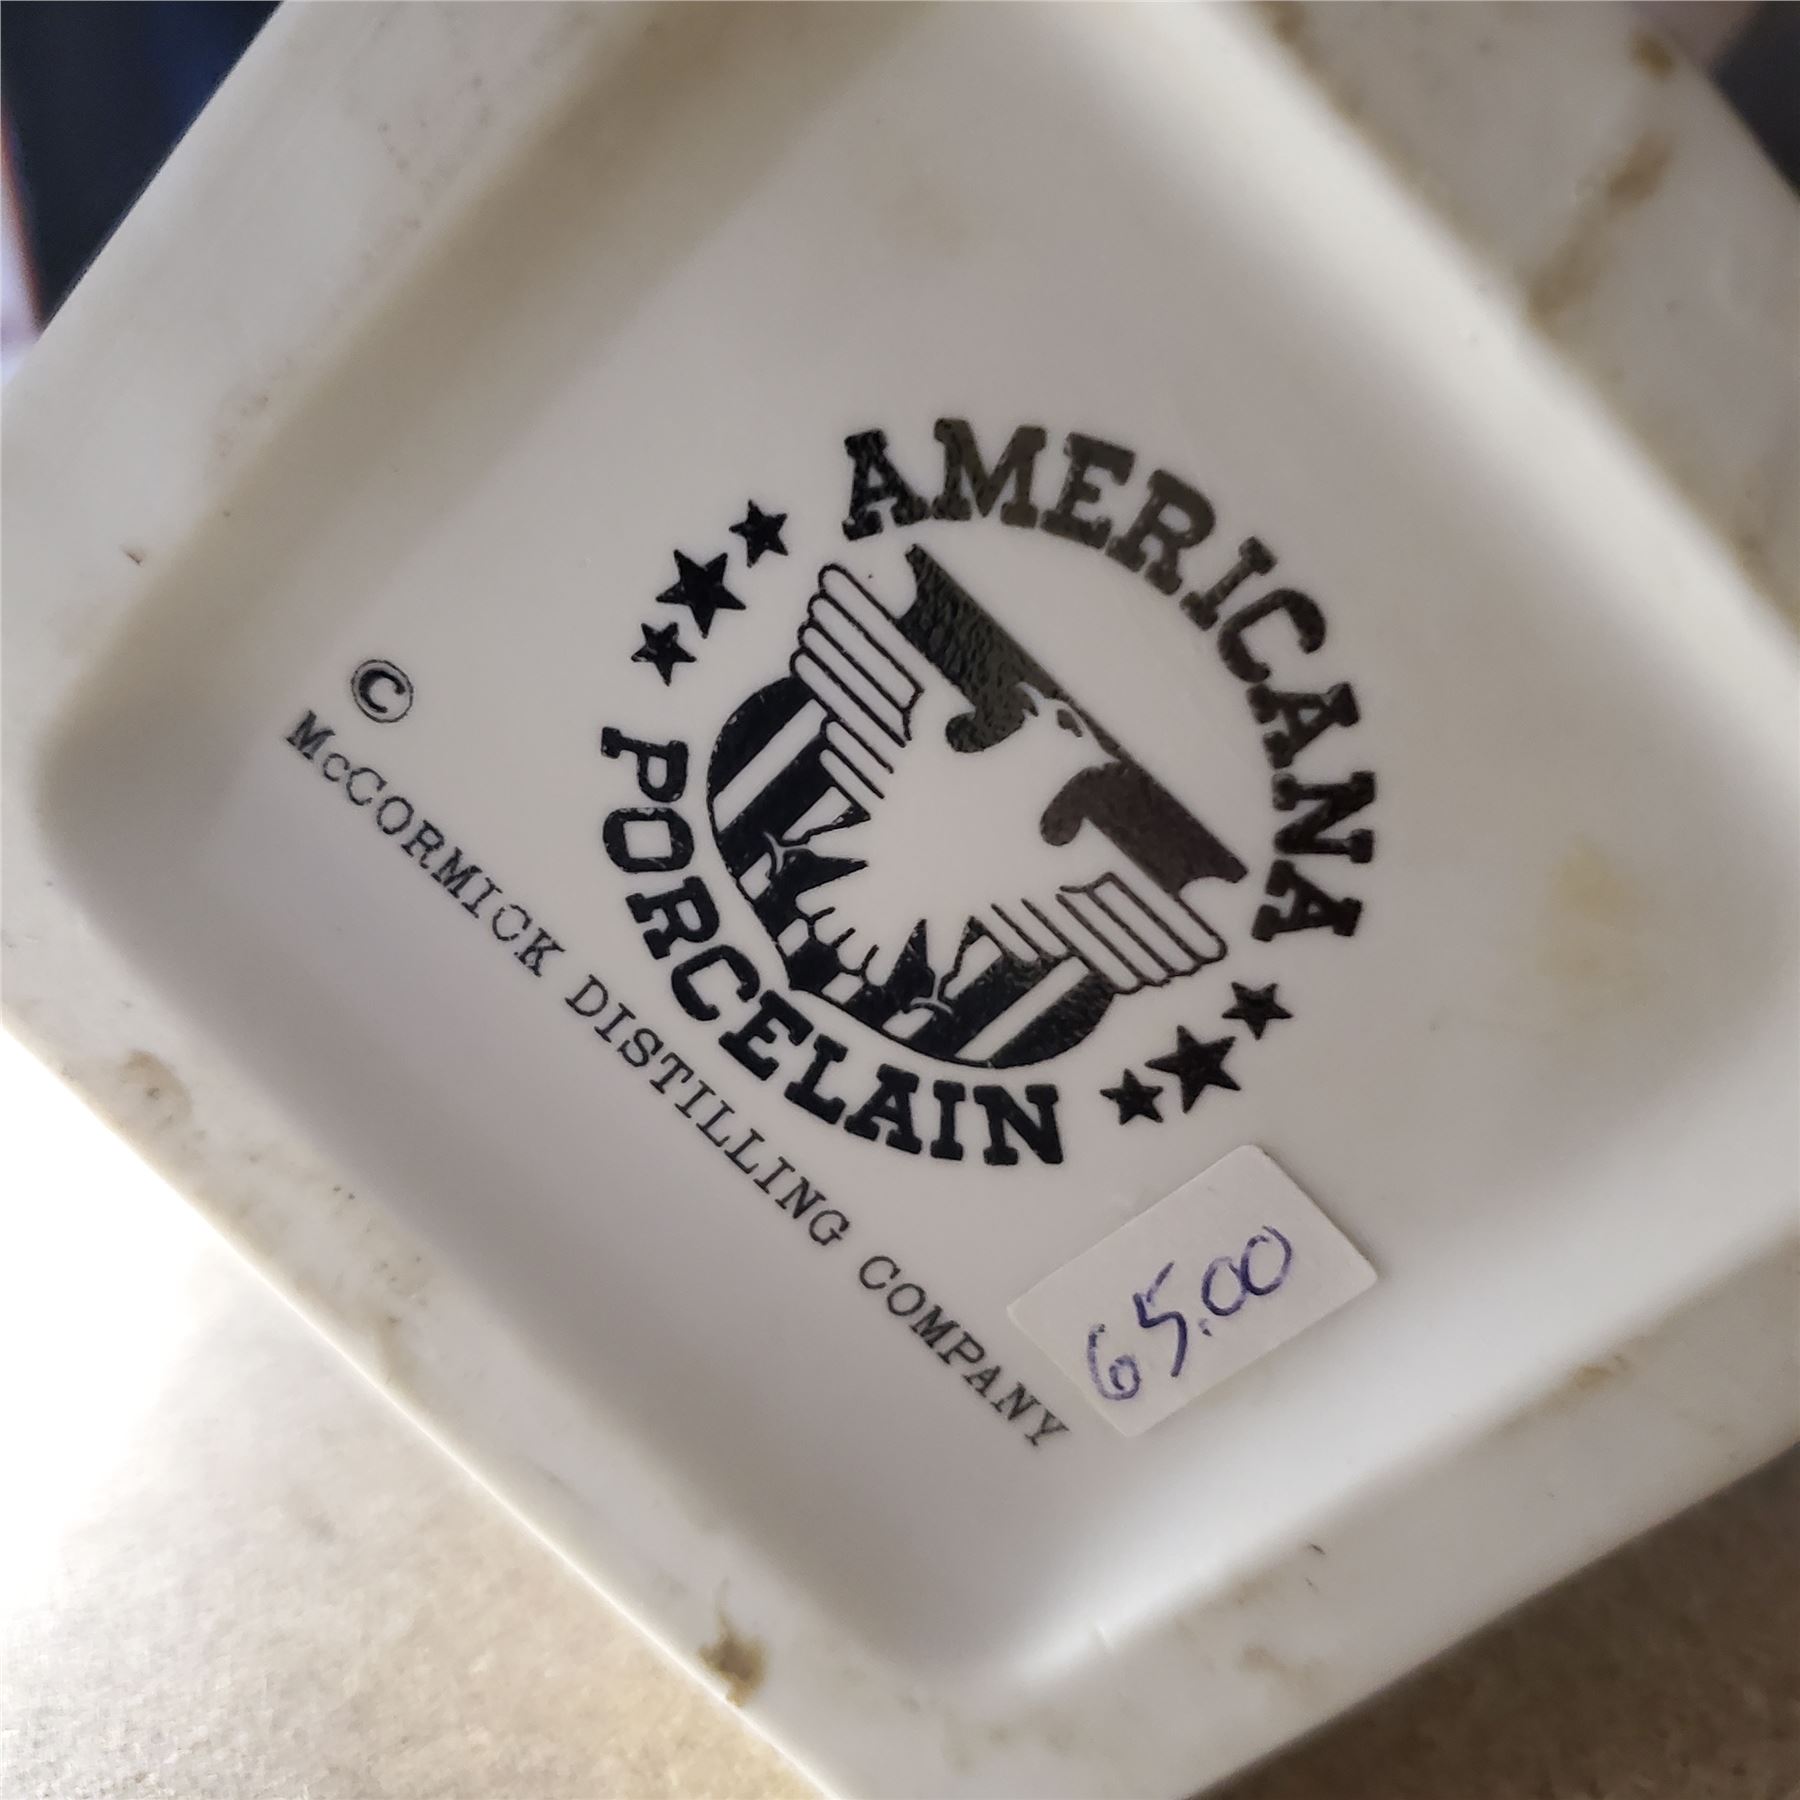 AMERICANA
PORCELAIN
©
McCORMICK DISTILLING COMPANY
65.00